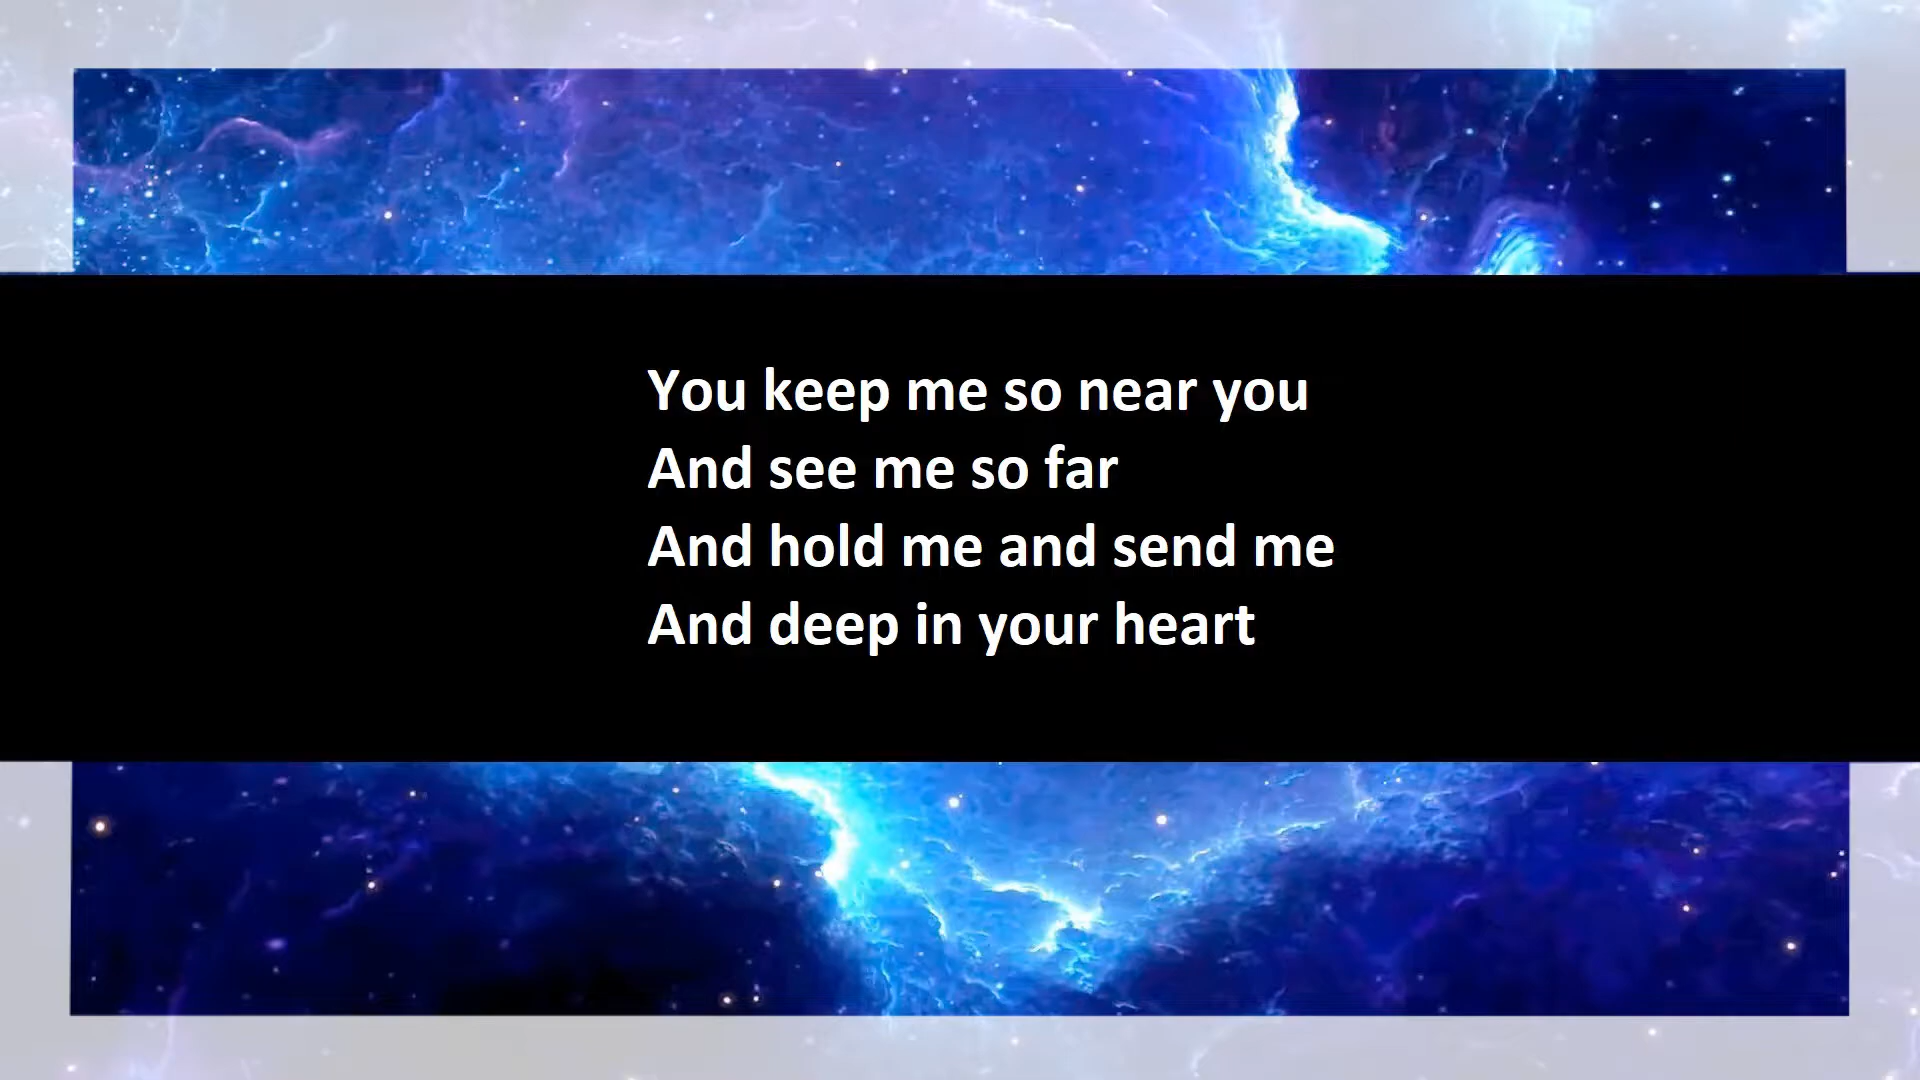 You keep me so near you
And see me so far
And hold me and send me
And deep in your heart